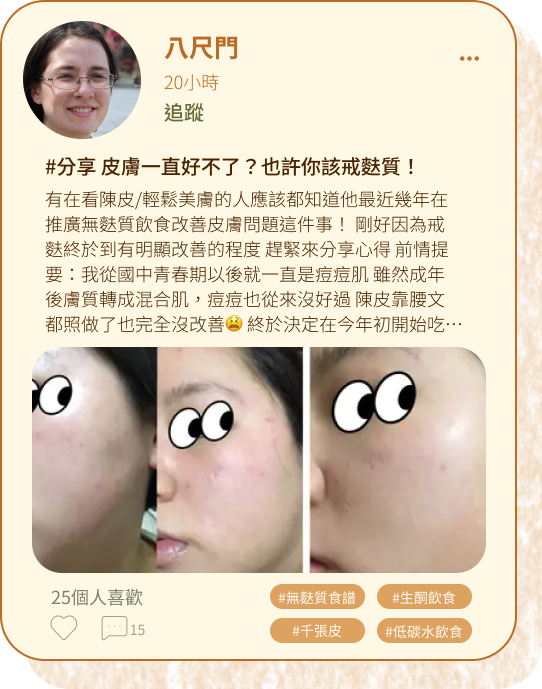 八尺門
20小時
追蹤
#分享 皮膚一直好不了？也許你該戒麩質！
有在看陳皮/輕鬆美膚的人應該都知道他最近幾年在
推廣無麩質飲食改善皮膚問題這件事！ 剛好因為戒
麩終於到有明顯改善的程度 趕緊來分享心得 前情提
要：我從國中青春期以後就一直是痘痘肌 雖然成年
後膚質轉成混合肌，痘痘也從來沒好過 陳皮靠腰文
都照做了也完全沒改善😫 終於決定在今年初開始吃…
25個人喜歡
#無麩質食譜
#生酮飲食
15
#千張皮
#低碳水飲食